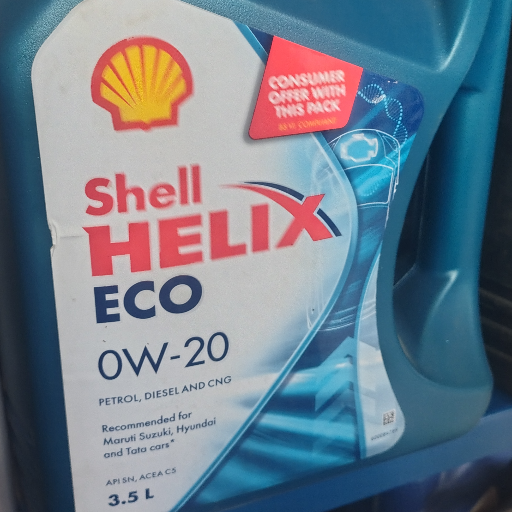 CONSUMER
OFFER WITH
THIS PACK
Shell
HELIX
ECO
0W-20
PETROL, DIESEL AND CNG
Recommended for
Maruti Suzuki, Hyundai
and Tata cars*
API SN, ACEA C5
3.5 L